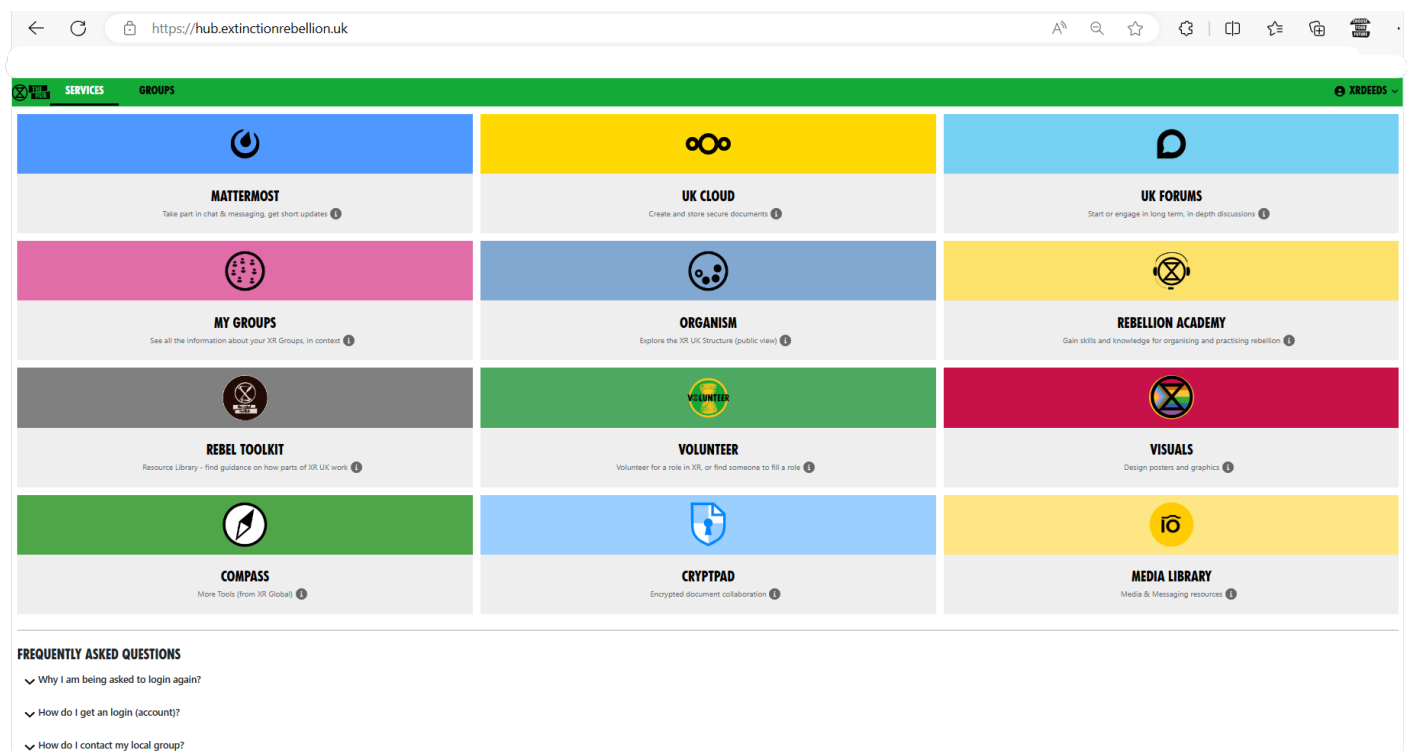 https://hub.extinctionrebellion.uk
THE HUB SERVICES GROUPS XRDEEDS
MATTERMOST UK CLOUD UK FORUMS
Take part in chat & messaging, get short updates Create and store secure documents Start or engage in long term, in depth discussions
MY GROUPS ORGANISM REBELLION ACADEMY
See all the information about your XR Groups, in context Explore the XR UK Structure (public view) Gain skills and knowledge for organising and practising rebellion
VOLUNTEER
REBEL TOOLKIT VOLUNTEER VISUALS
Resource Library - find guidance on how parts of XR UK work Volunteer for a role in XR, or find someone to fill a role Design posters and graphics
COMPASS CRYPTPAD MEDIA LIBRARY
More Tools (from XR Global) Encrypted document collaboration Media & Messaging resources
FREQUENTLY ASKED QUESTIONS
Why I am being asked to login again?
How do I get an login (account)?
How do I contact my local group?